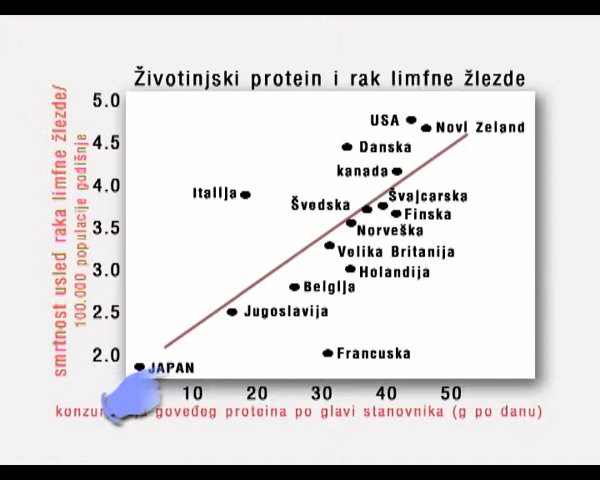 Životinjski protein i rak limfne žlezde
smrtnost usled raka limfne žlezde/
100.000 populacije godišnje
5.0
4.5
4.0
3.5
3.0
2.5
2.0
USA
Novi Zeland
Danska
kanada
Italija
Švajcarska
Švedska
Finska
Norveška
Velika Britanija
Holandija
Belgija
Jugoslavija
Francuska
JAPAN
10 20 30 40 50
goveđeg proteina po glavi stanovnika (g po danu)